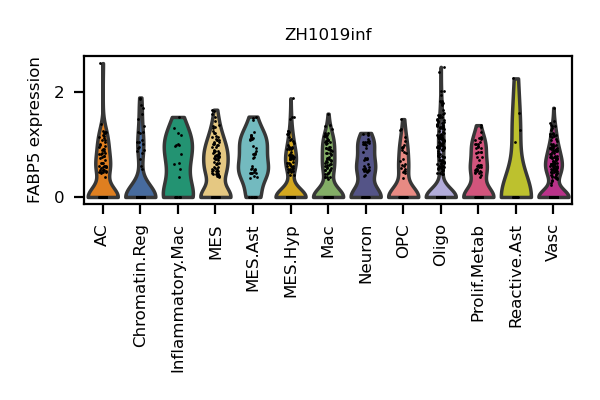 ZH1019inf
FABP5 expression
2
0
AC
Chromatin.Reg
Inflammatory.Mac
MES
MES.Ast
MES.Hyp
Mac
Neuron
OPC
Oligo
Prolif.Metab
Reactive.Ast
Vasc